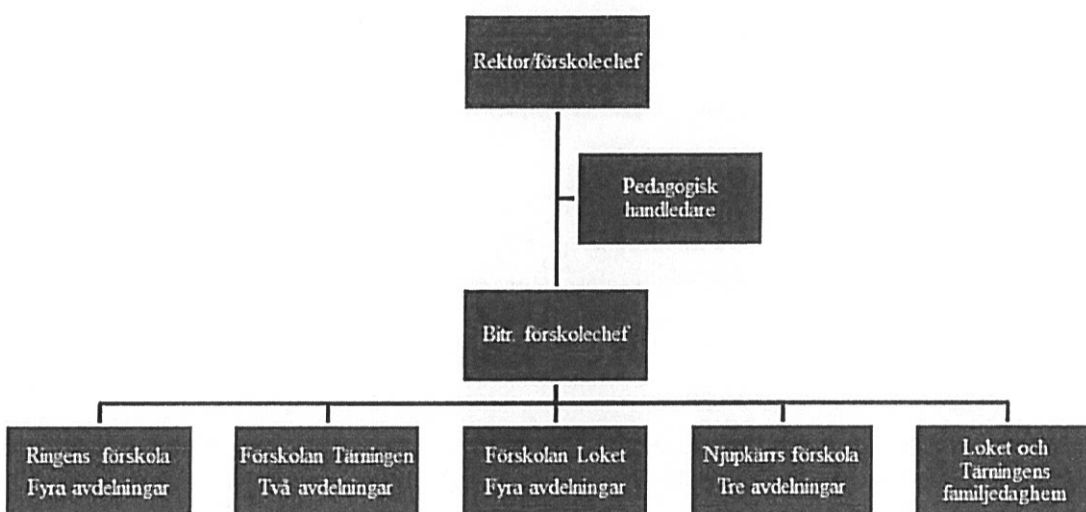 Rektor/förskolechef
Pedagogisk
handledare
Bitr. förskolechef
Ringens förskola
Fyra avdelningar
Förskolan Tärningen
Två avdelningar
Förskolan Loket
Fyra avdelningar
Njupkärrs förskola
Tre avdelningar
Loket och
Tärningens
familjedaghem